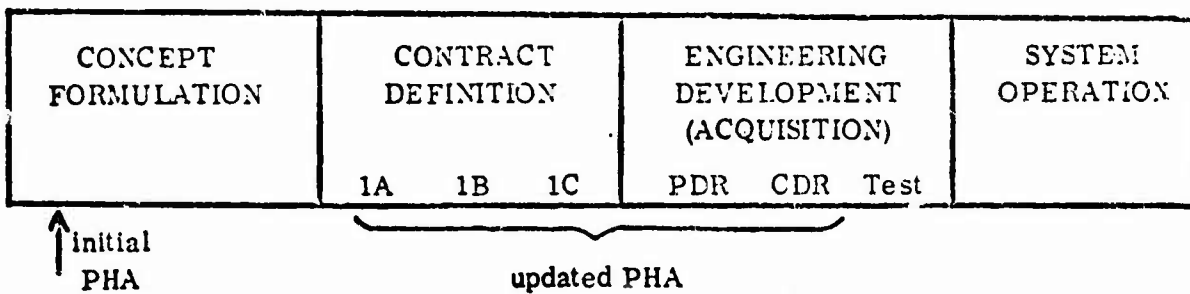 CONCEPT
FORMULATION
CONTRACT
DEFINITION
1A 1B 1C
ENGINEERING
DEVELOPMENT
(ACQUISITION)
PDR CDR Test
SYSTEM
OPERATION
initial
PHA
updated PHA